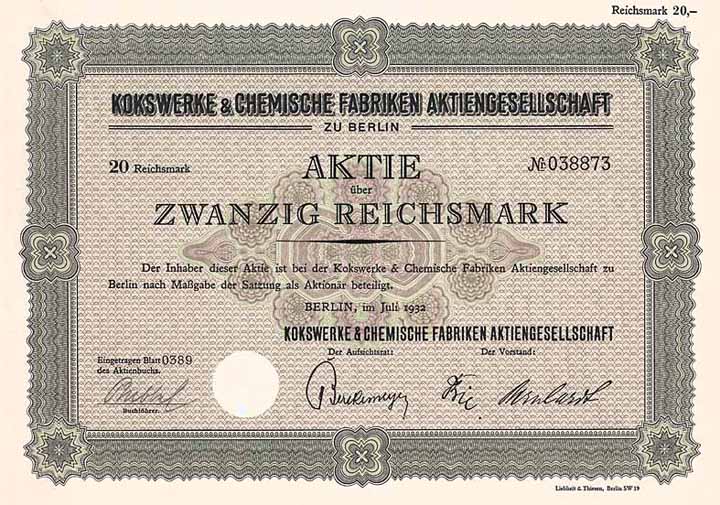 Reichsmark 20,—
KOKSWERKE & CHEMISCHE FABRIKEN AKTIENGESELLSCHAFT
ZU BERLIN
20 Reichsmark
AKTIE
№ 038873
über
ZWANZIG REICHSMARK
Der Inhaber dieser Aktie ist bei der Kokswerke & Chemische Fabriken Aktiengesellschaft zu
Berlin nach Maßgabe der Satzung als Aktionär beteiligt.
BERLIN, im Juli 1932
KOKSWERKE & CHEMISCHE FABRIKEN AKTIENGESELLSCHAFT
Der Aufsichtsrat:
Der Vorstand:
Eingetragen Blatt 0389
des Aktienbuchs.
Berckemeyer
Buchführer.
Liebheit & Thiesen, Berlin SW 19